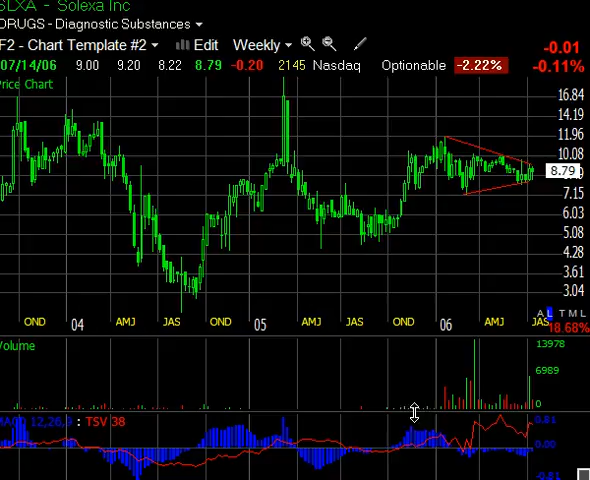 SLXA - Solexa Inc
DRUGS - Diagnostic Substances
F2 - Chart Template #2 Edit Weekly
-0.01
07/14/06 9.00 9.20 8.22 8.79 -0.20 2145 Nasdaq Optionable -2.22% -0.11%
Price Chart
16.84
14.19
11.96
10.08
8.79
7.15
6.03
5.08
4.28
3.61
3.04
A L T M L
OND 04 AMJ JAS OND 05 AMJ JAS OND 06 AMJ JAS
18.68%
Volume
13978
6989
0
MACD 12,26,9 : TSV 38
0.00